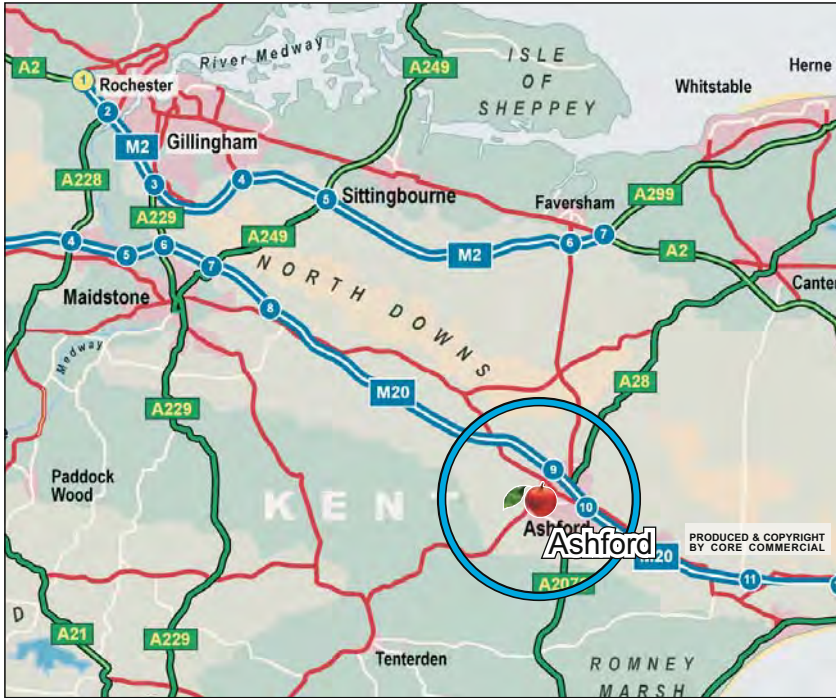 A2
River Medway
A249
ISLE
OF
SHEPPEY
Herne
Whitstable
1
Rochester
2
M2
Gillingham
A228
3
4
A229
5
Sittingbourne
Faversham
A299
A249
M2
6
7
A2
4
5
6
7
NORTH DOWNS
Canter
Maidstone
8
Medway
M20
A28
A229
9
Paddock
Wood
KENT
10
Ashford
Ashford
PRODUCED & COPYRIGHT
BY CORE COMMERCIAL
M20
11
D
A21
A229
Tenterden
ROMNEY
MARSH